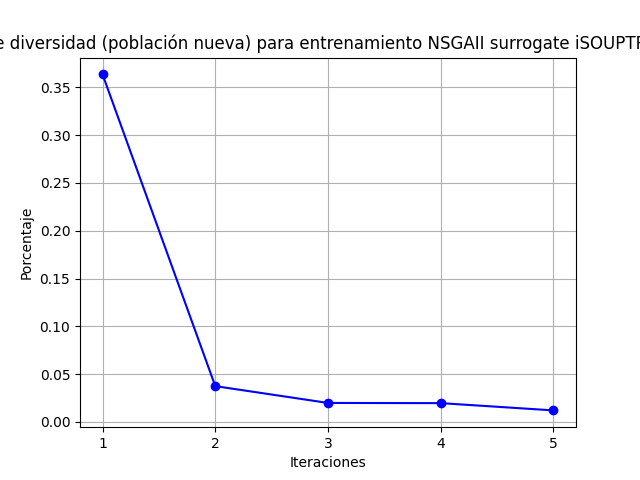 e diversidad (población nueva) para entrenamiento NSGAII surrogate iSOUPT
0.35
0.30
0.25
0.20
0.15
0.10
0.05
0.00
Porcentaje
1 2 3 4 5
Iteraciones